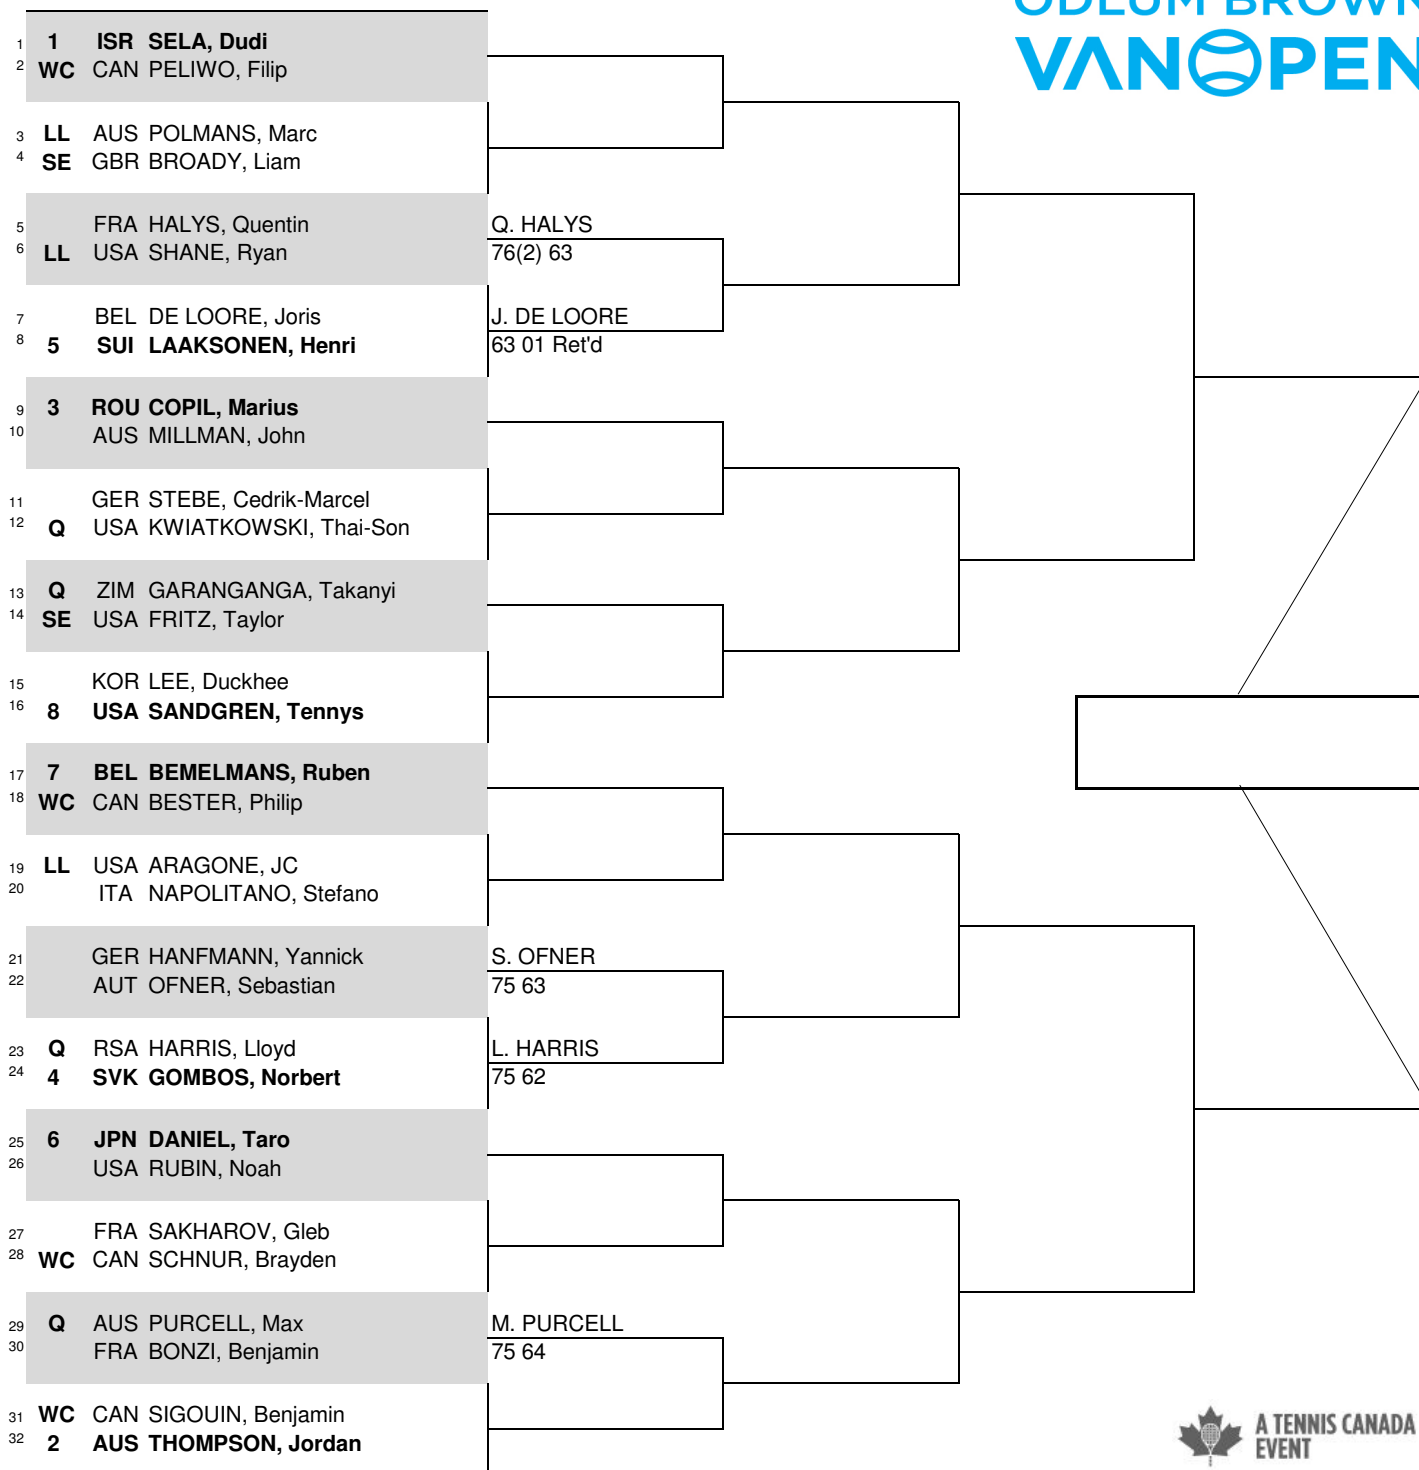 ODLUM BROWN
VANOPEN
1 1 ISR SELA, Dudi
2 WC CAN PELIWO, Filip
3 LL AUS POLMANS, Marc
4 SE GBR BROADY, Liam
5 FRA HALYS, Quentin Q. HALYS
6 LL USA SHANE, Ryan 76(2) 63
7 BEL DE LOORE, Joris J. DE LOORE
8 5 SUI LAAKSONEN, Henri 63 01 Ret'd
9 3 ROU COPIL, Marius
10 AUS MILLMAN, John
11 GER STEBE, Cedrik-Marcel
12 Q USA KWIATKOWSKI, Thai-Son
13 Q ZIM GARANGANGA, Takanyi
14 SE USA FRITZ, Taylor
15 KOR LEE, Duckhee
16 8 USA SANDGREN, Tennys
17 7 BEL BEMELMANS, Ruben
18 WC CAN BESTER, Philip
19 LL USA ARAGONE, JC
20 ITA NAPOLITANO, Stefano
21 GER HANFMANN, Yannick S. OFNER
22 AUT OFNER, Sebastian 75 63
23 Q RSA HARRIS, Lloyd L. HARRIS
24 4 SVK GOMBOS, Norbert 75 62
25 6 JPN DANIEL, Taro
26 USA RUBIN, Noah
27 FRA SAKHAROV, Gleb
28 WC CAN SCHNUR, Brayden
29 Q AUS PURCELL, Max M. PURCELL
30 FRA BONZI, Benjamin 75 64
31 WC CAN SIGOUIN, Benjamin
32 2 AUS THOMPSON, Jordan
A TENNIS CANADA
EVENT